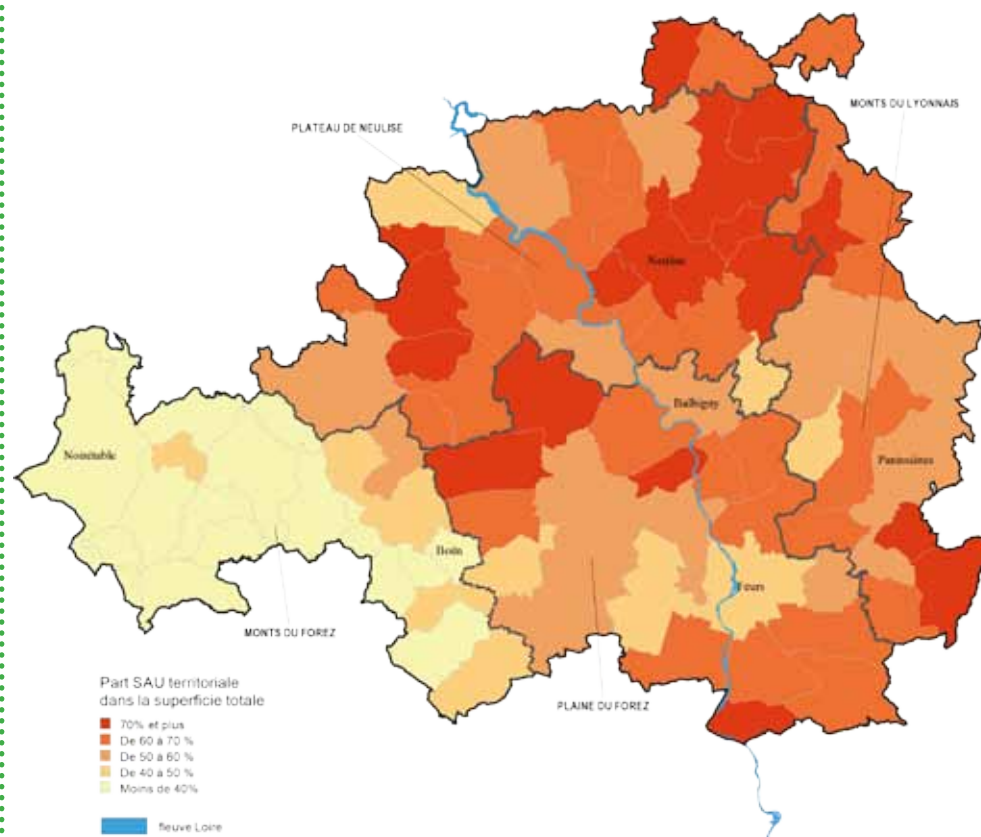 MONTS DU LYONNAIS
PLATEAU DE NEULISE
Neulise
Balbigny
Noirétable
Panissières
Boën
Feurs
MONTS DU FOREZ
PLAINE DU FOREZ
Part SAU territoriale
dans la superficie totale
70% et plus
De 60 à 70 %
De 50 à 60 %
De 40 à 50 %
Moins de 40%
fleuve Loire